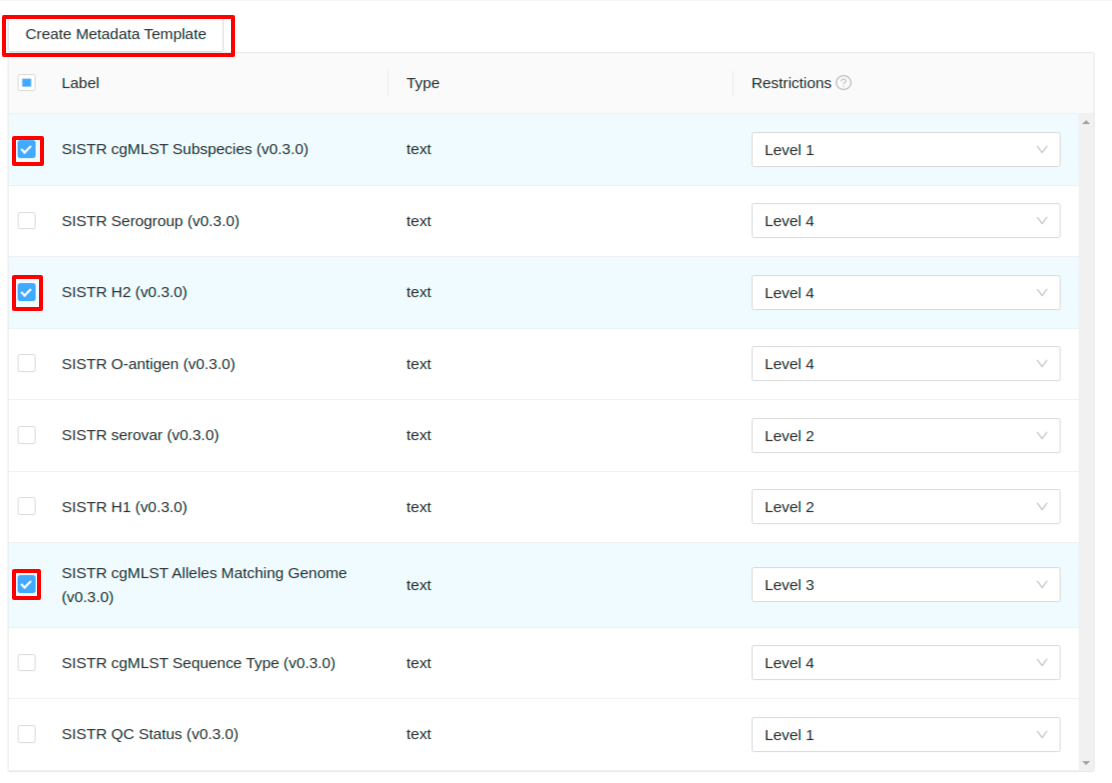 Create Metadata Template
Label Type Restrictions ?
SISTR cgMLST Subspecies (v0.3.0) text Level 1
SISTR Serogroup (v0.3.0) text Level 4
SISTR H2 (v0.3.0) text Level 4
SISTR O-antigen (v0.3.0) text Level 4
SISTR serovar (v0.3.0) text Level 2
SISTR H1 (v0.3.0) text Level 2
SISTR cgMLST Alleles Matching Genome
(v0.3.0) text Level 3
SISTR cgMLST Sequence Type (v0.3.0) text Level 4
SISTR QC Status (v0.3.0) text Level 1